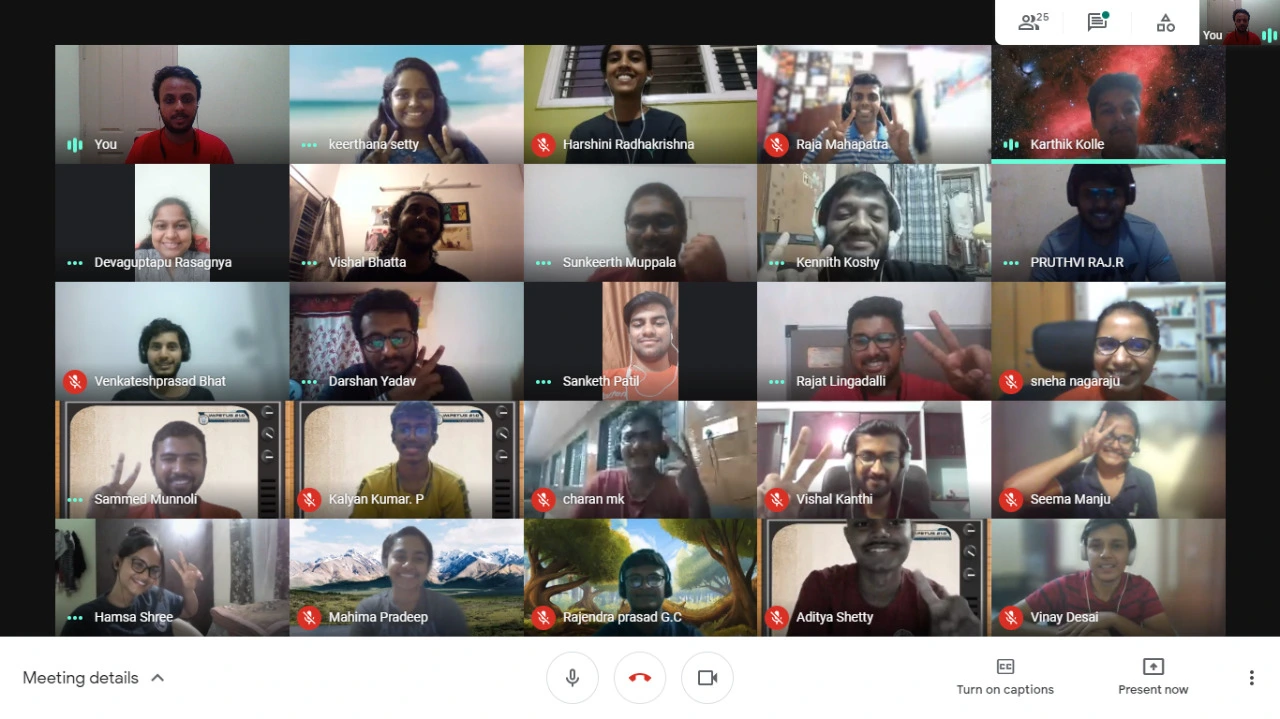 25
You
You
keerthana setty
Harshini Radhakrishna
Raja Mahapatra
Karthik Kolle
Devaguptapu Rasagnya
Vishal Bhatta
Sunkeerth Muppala
Kennith Koshy
PRUTHVI RAJ.R
Venkateshprasad Bhat
Darshan Yadav
Sanketh Patil
Rajat Lingadalli
sneha nagaraju
Sammed Munnoli
Kalyan Kumar. P
charan mk
Vishal Kanthi
Seema Manju
Hamsa Shree
Mahima Pradeep
Rajendra prasad G.C
Aditya Shetty
Vinay Desai
Meeting details
CC
Turn on captions
Present now